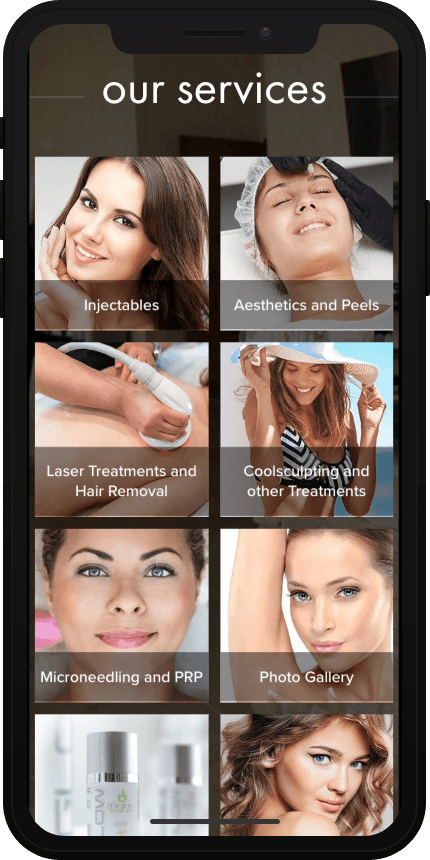 our services
Injectables
Aesthetics and Peels
Laser Treatments and
Hair Removal
Coolsculpting and
other Treatments
Microneedling and PRP
Photo Gallery